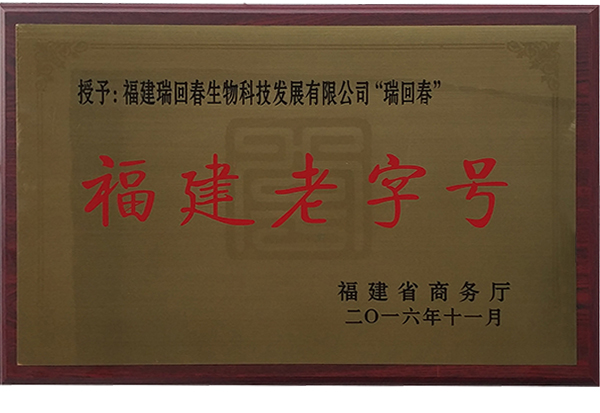 授予：福建瑞回春生物科技发展有限公司“瑞回春”
福建老字号
福建省商务厅
二〇一六年十一月